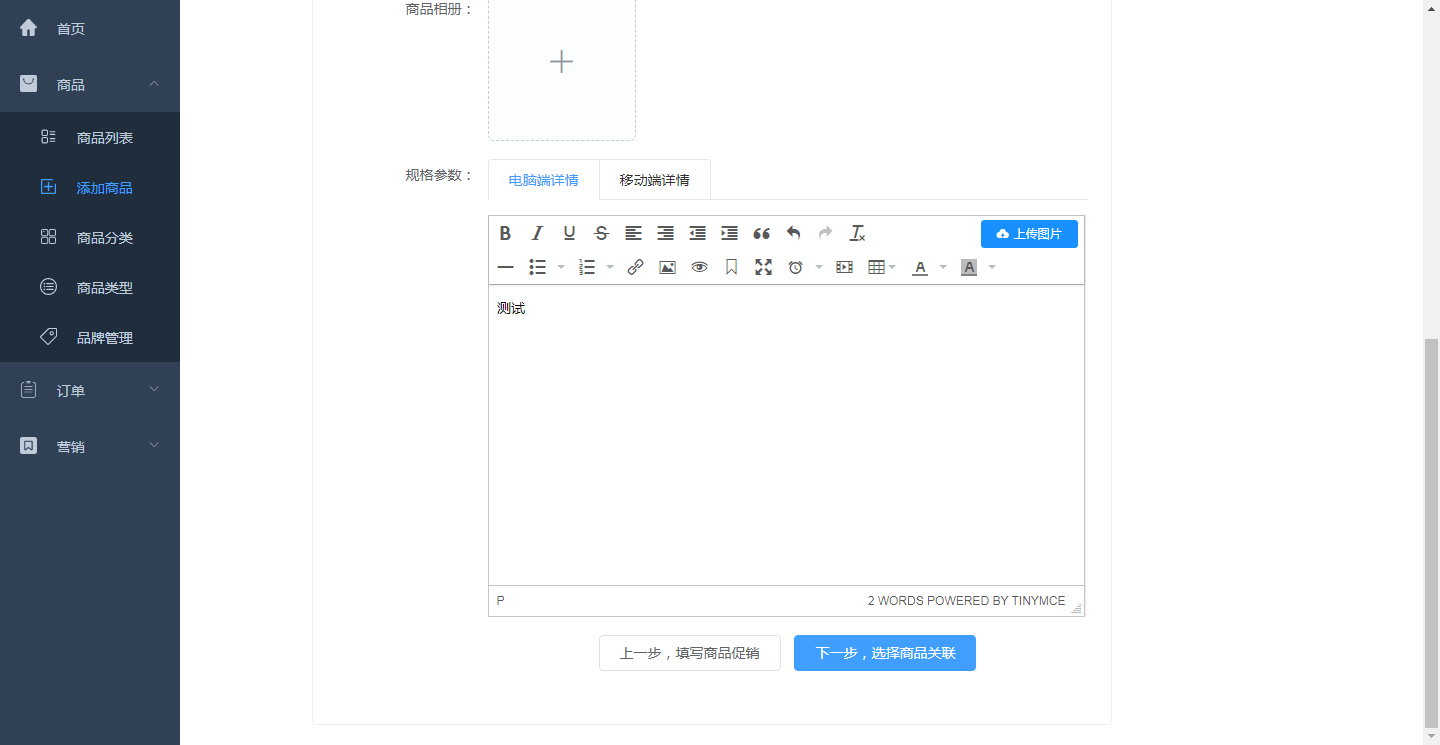 首页
商品
商品列表
添加商品
商品分类
商品类型
品牌管理
订单
营销
商品相册：
规格参数：
电脑端详情
移动端详情
上传图片
测试
P
2 WORDS POWERED BY TINYMCE
上一步，填写商品促销
下一步，选择商品关联